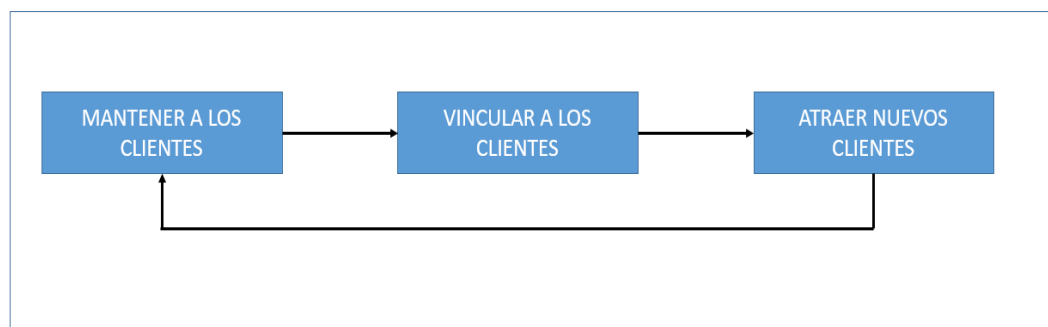 MANTENER A LOS
CLIENTES
VINCULAR A LOS
CLIENTES
ATRAER NUEVOS
CLIENTES